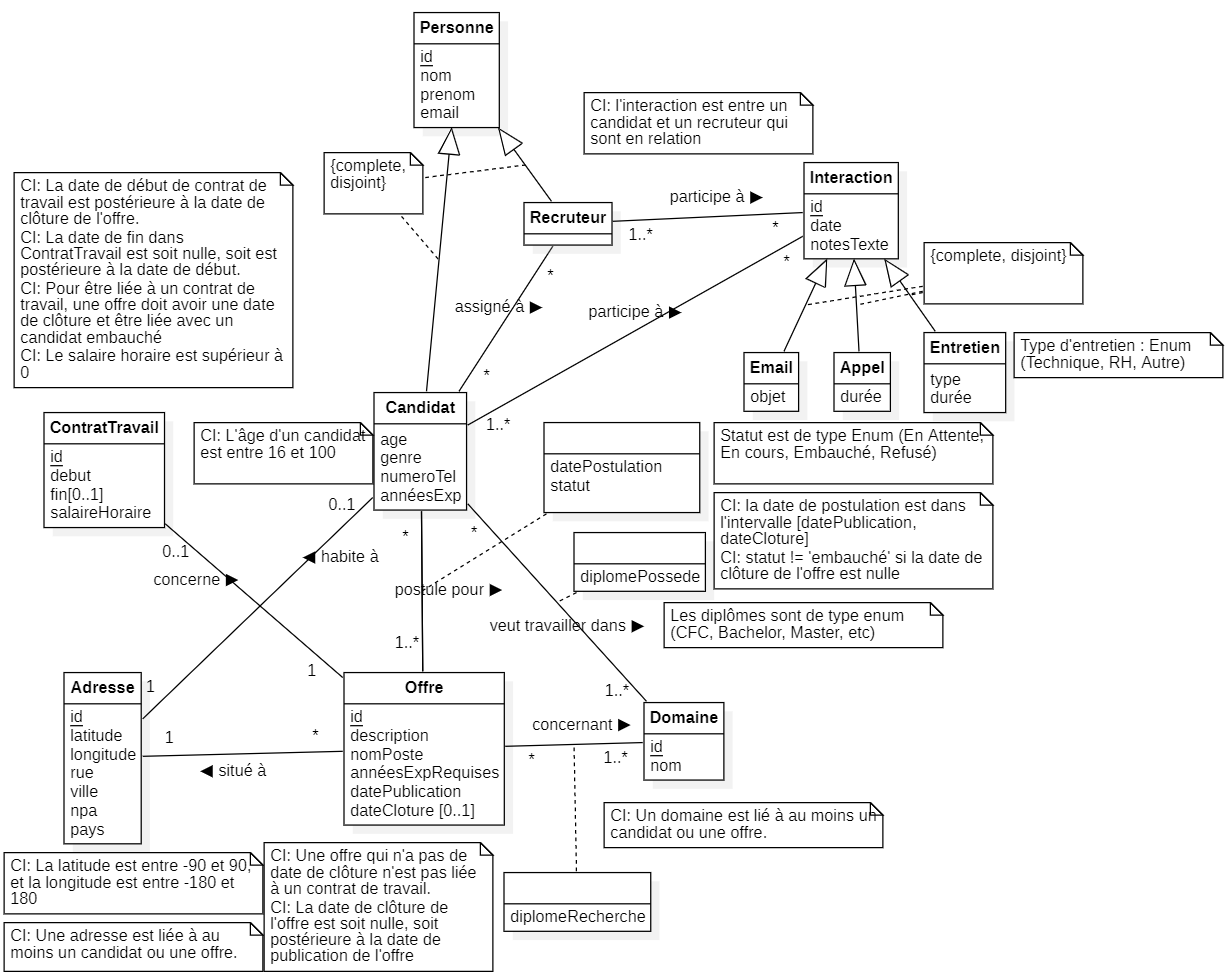 Personne
id
nom
prenom
email
CI: l'interaction est entre un
candidat et un recruteur qui
sont en relation
{complete,
disjoint}
CI: La date de début de contrat de
travail est postérieure à la date de
clôture de l'offre.
CI: La date de fin dans
ContratTravail est soit nulle, soit est
postérieure à la date de début.
CI: Pour être liée à un contrat de
travail, une offre doit avoir une date
de clôture et être liée avec un
candidat embauché
CI: Le salaire horaire est supérieur à
0
Recruteur
participe à ▶
1..*
*
Interaction
id
date
notesTexte
{complete, disjoint}
*
assigné à ▶
*
participe à ▶
*
1..*
Email
objet
Appel
durée
Entretien
type
durée
Type d'entretien : Enum
(Technique, RH, Autre)
Candidat
age
genre
numeroTel
annéesExp
ContratTravail
id
debut
fin[0..1]
salaireHoraire
CI: L'âge d'un candidat
est entre 16 et 100
datePostulation
statut
Statut est de type Enum (En Attente,
En cours, Embauché, Refusé)
CI: la date de postulation est dans
l'intervalle [datePublication,
dateCloture]
CI: statut != 'embauché' si la date de
clôture de l'offre est nulle
0..1
◀ habite à
1
0..1
concerne ▶
1
*
postule pour ▶
1..*
*
veut travailler dans ▶
1..*
diplomePossede
Les diplômes sont de type enum
(CFC, Bachelor, Master, etc)
Adresse
id
latitude
longitude
rue
ville
npa
pays
1
*
◀ situé à
Offre
id
description
nomPoste
annéesExpRequises
datePublication
dateCloture [0..1]
concernant ▶
*
1..*
Domaine
id
nom
CI: Un domaine est lié à au moins un
candidat ou une offre.
CI: La latitude est entre -90 et 90,
et la longitude est entre -180 et
180
CI: Une adresse est liée à au
moins un candidat ou une offre.
CI: Une offre qui n'a pas de
date de clôture n'est pas liée
à un contrat de travail.
CI: La date de clôture de
l'offre est soit nulle, soit
postérieure à la date de
publication de l'offre
diplomeRecherche